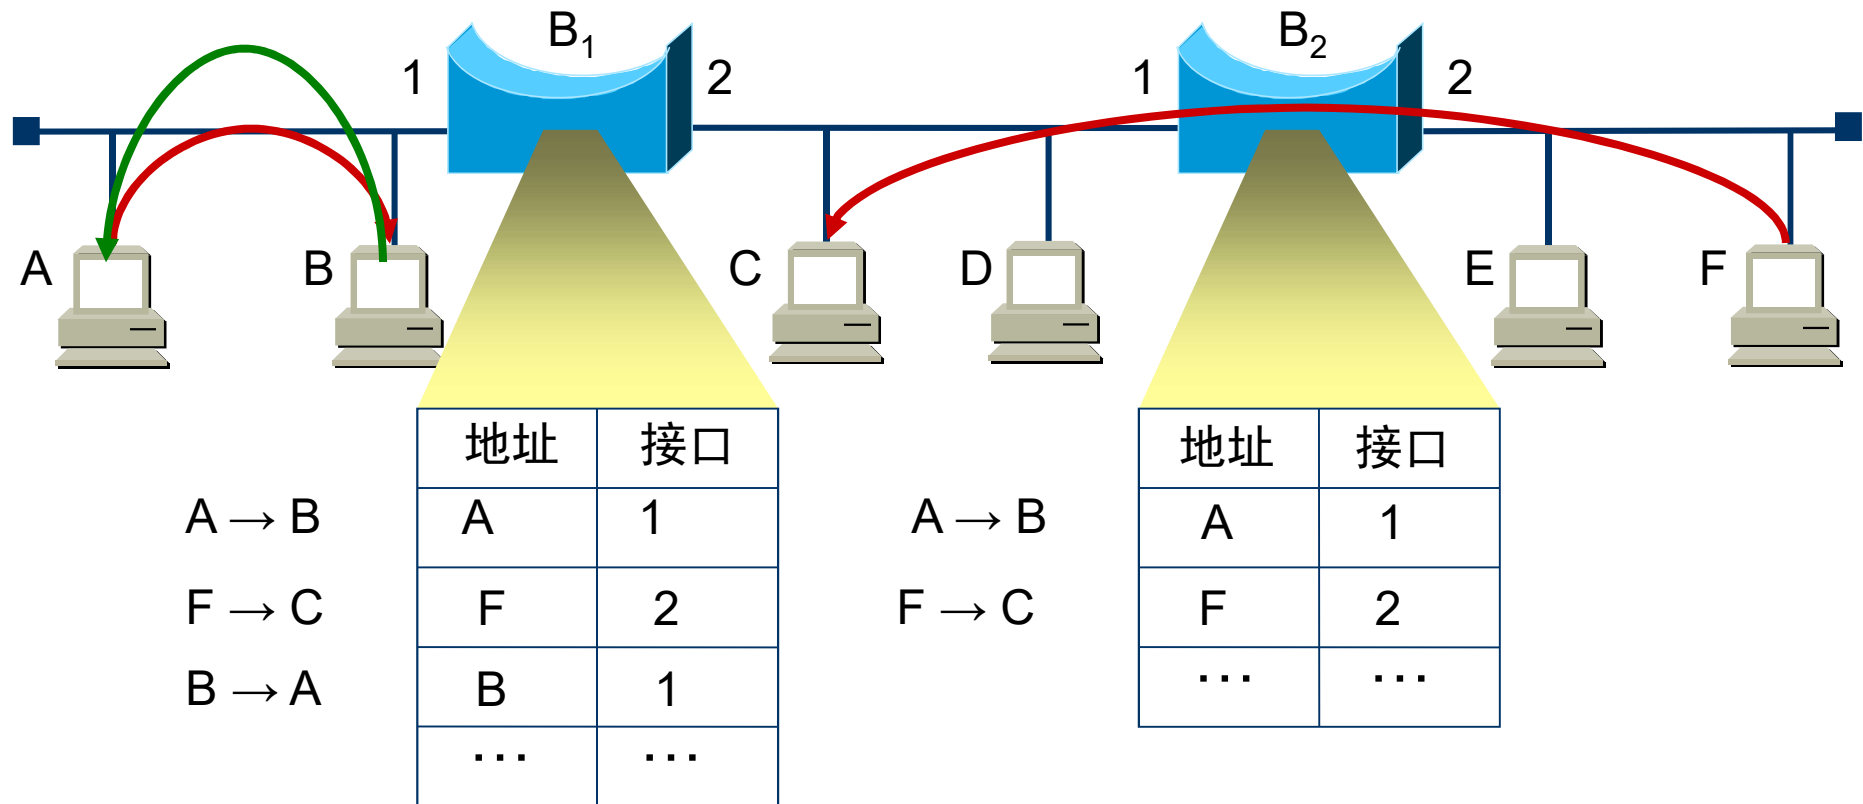 B₁
B₂
1
2
1
2
A
B
C
D
E
F
地址 接口
地址 接口
A → B
A 1
A → B
A 1
F → C
F 2
F → C
F 2
B → A
B 1
… …
… …